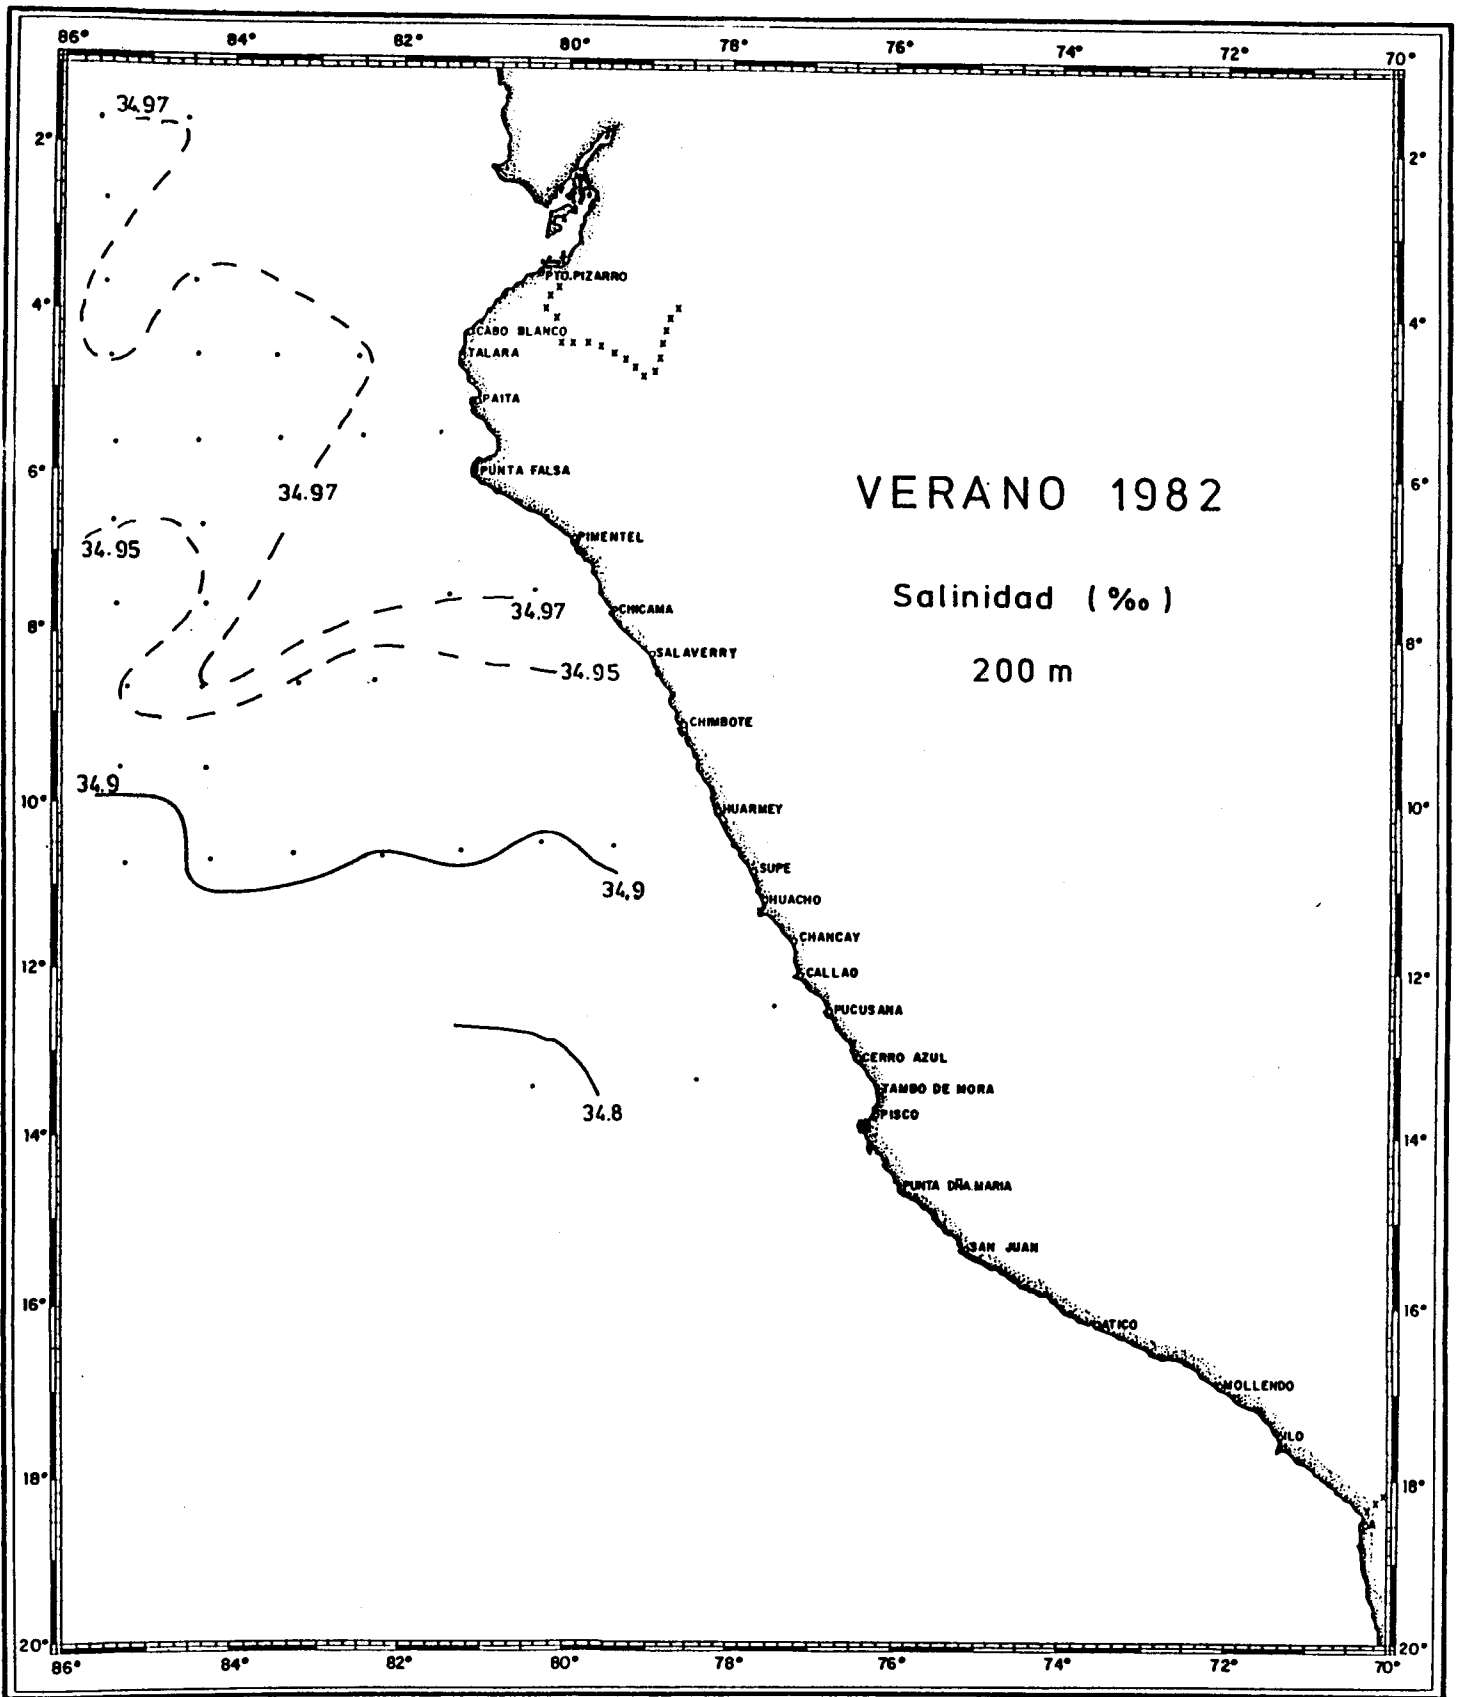 86° 84° 82° 80° 78° 76° 74° 72° 70°
34.97
2° 2°
PTO.PIZARRO
4° 4°
CABO BLANCO
TALARA
PAITA
PUNTA FALSA
6° 6°
34.97
VERANO 1982
PIMENTEL
34.95
Salinidad (‰)
CHICAMA
34.97
8° 8°
SALAVERRY
34.95
200 m
CHIMBOTE
34.9
10° 10°
HUARMEY
SUPE
34,9
HUACHO
CHANCAY
12° 12°
CALLAO
PUCUSANA
CERRO AZUL
TAMBO DE MORA
34.8
PISCO
14° 14°
PUNTA DÑA.MARIA
SAN JUAN
16° 16°
ATICO
MOLLENDO
ILO
18° 18°
20° 20°
86° 84° 82° 80° 78° 76° 74° 72° 70°